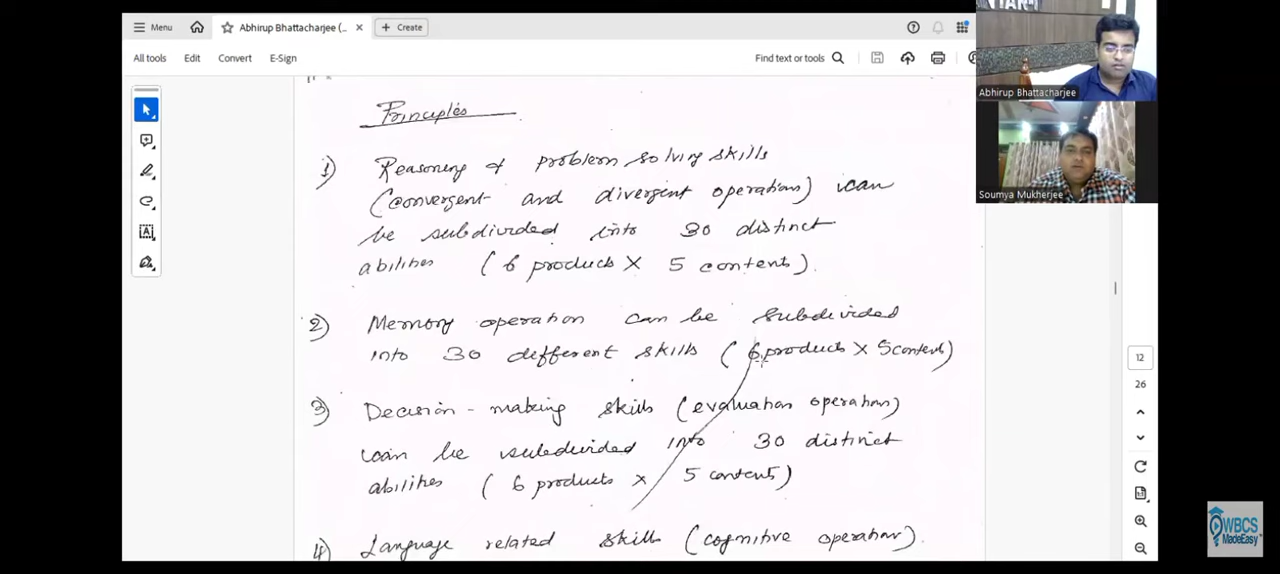 Menu
Abhirup Bhattacharjee (...
Create
All tools
Edit
Convert
E-Sign
Find text or tools
Abhirup Bhattacharjee
Soumya Mukherjee
Principles
1) Reasoning & problem solving skills
(convergent and divergent operation) can
be subdivided into 30 distinct
abilities (6 products X 5 contents).
2) Memory operation can be subdivided
into 30 different skills (6 products X 5 contents)
3) Decision-making skills (evaluation operation)
can be subdivided into 30 distinct
abilities (6 products X 5 contents)
4) Language related skills (cognitive operation).
12
26
WBCS
MadeEasy